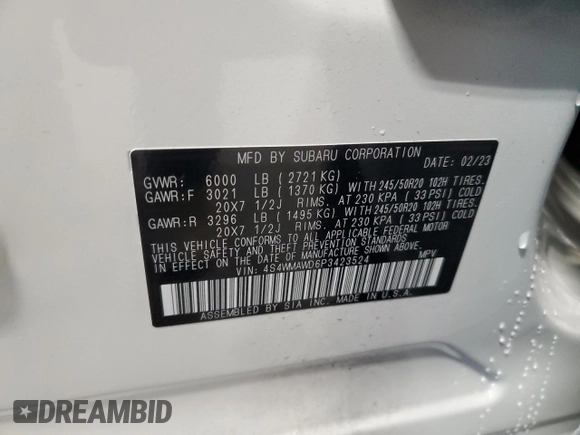 MFD BY SUBARU CORPORATION
DATE: 02/23
GVWR: 6000 LB (2721 KG)
GAWR:F 3021 LB (1370 KG) WITH 245/50R20 102H TIRES.
20X7 1/2J RIMS. AT 230 KPA (33 PSI) COLD
GAWR:R 3296 LB (1495 KG) WITH 245/50R20 102H TIRES.
20X7 1/2J RIMS. AT 230 KPA (33 PSI) COLD
THIS VEHICLE CONFORMS TO ALL APPLICABLE FEDERAL MOTOR
VEHICLE SAFETY STANDARDS IN EFFECT ON THE
DATE OF MANUFACTURE SHOWN ABOVE.
VIN: 4S4WMAWD6P3423524 MPV
ASSEMBLED BY SIA INC. MADE IN U.S.A.
DREAMBID